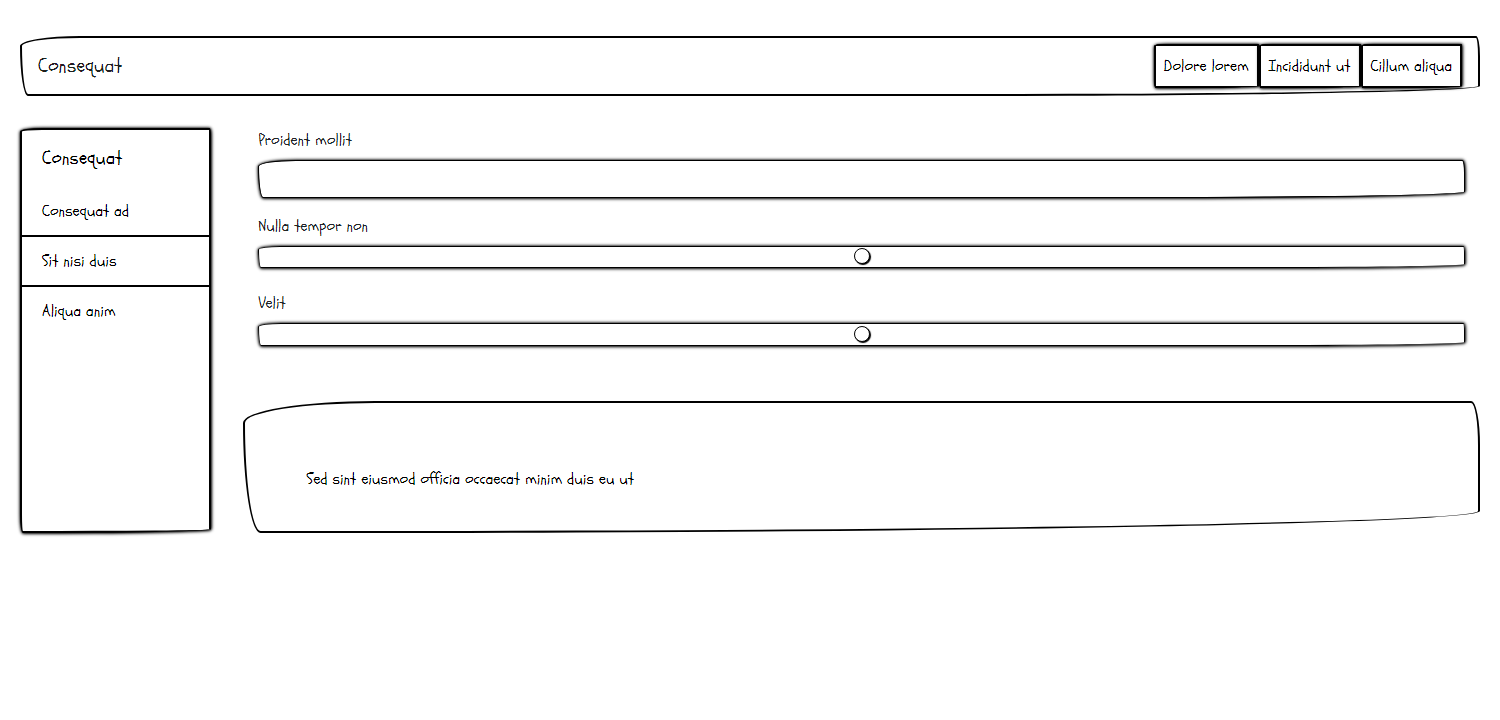 Consequat
Dolore lorem
Incididunt ut
Cillum aliqua
Consequat
Consequat ad
Sit nisi duis
Aliqua anim
Proident mollit
Nulla tempor non
Velit
Sed sint eiusmod officia occaecat minim duis eu ut